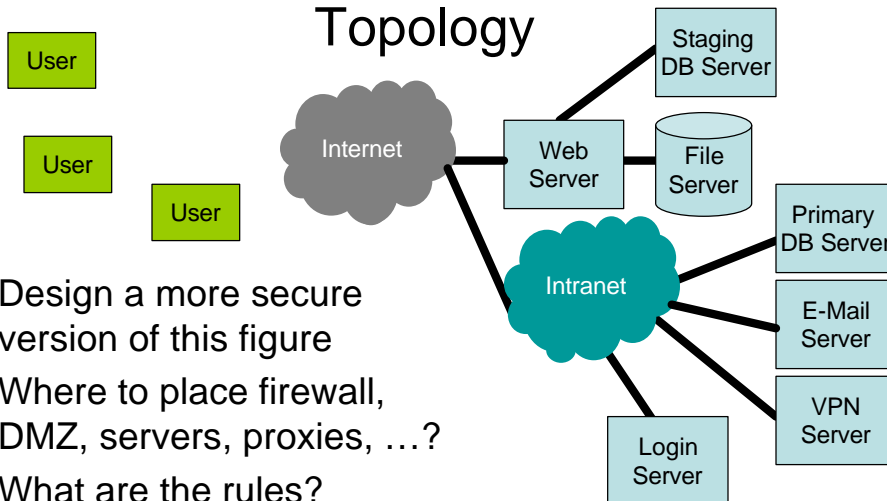 Topology
User
User
User
Internet
Web
Server
Staging
DB Server
File
Server
Intranet
Primary
DB Server
E-Mail
Server
VPN
Server
Login
Server
Design a more secure
version of this figure
Where to place firewall,
DMZ, servers, proxies, …?
What are the rules?